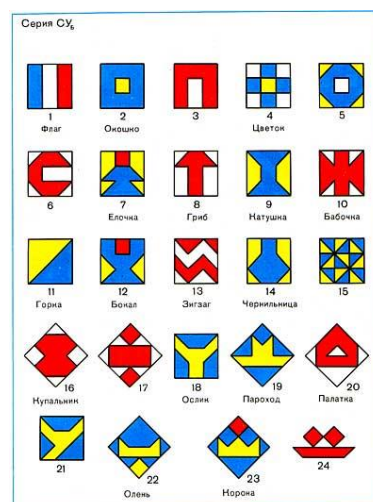 Серия СУ₆
1 2 3 4 5
Флаг Окошко Цветок
6 7 8 9 10
Елочка Гриб Катушка Бабочка
11 12 13 14 15
Горка Бокал Зигзаг Чернильница
16 17 18 19 20
Купальник Ослик Пароход Палатка
21 22 23 24
Олень Корона